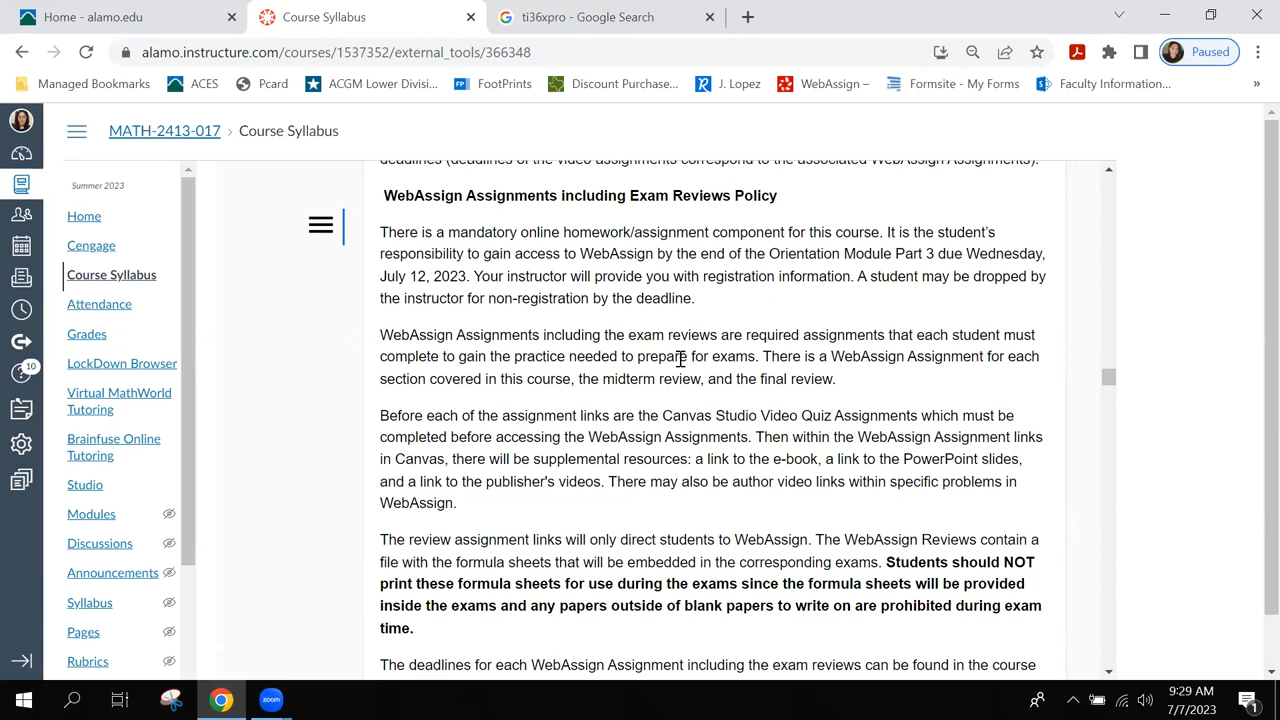 Home - alamo.edu
Course Syllabus
ti36xpro - Google Search
alamo.instructure.com/courses/1537352/external_tools/366348
Paused
Managed Bookmarks
ACES
Pcard
ACGM Lower Divisi...
FootPrints
Discount Purchase...
J. Lopez
WebAssign –
Formsite - My Forms
Faculty Information...
»
MATH-2413-017 › Course Syllabus
Summer 2023
Home
Cengage
Course Syllabus
Attendance
Grades
LockDown Browser
Virtual MathWorld
Tutoring
Brainfuse Online
Tutoring
Studio
Modules
Discussions
Announcements
Syllabus
Pages
Rubrics
10
deadlines (deadlines of the video assignments correspond to the associated WebAssign Assignments).
WebAssign Assignments including Exam Reviews Policy
There is a mandatory online homework/assignment component for this course. It is the student's
responsibility to gain access to WebAssign by the end of the Orientation Module Part 3 due Wednesday,
July 12, 2023. Your instructor will provide you with registration information. A student may be dropped by
the instructor for non-registration by the deadline.
WebAssign Assignments including the exam reviews are required assignments that each student must
complete to gain the practice needed to prepare for exams. There is a WebAssign Assignment for each
section covered in this course, the midterm review, and the final review.
Before each of the assignment links are the Canvas Studio Video Quiz Assignments which must be
completed before accessing the WebAssign Assignments. Then within the WebAssign Assignment links
in Canvas, there will be supplemental resources: a link to the e-book, a link to the PowerPoint slides,
and a link to the publisher's videos. There may also be author video links within specific problems in
WebAssign.
The review assignment links will only direct students to WebAssign. The WebAssign Reviews contain a
file with the formula sheets that will be embedded in the corresponding exams. Students should NOT
print these formula sheets for use during the exams since the formula sheets will be provided
inside the exams and any papers outside of blank papers to write on are prohibited during exam
time.
The deadlines for each WebAssign Assignment including the exam reviews can be found in the course
zoom
9:29 AM
7/7/2023
1